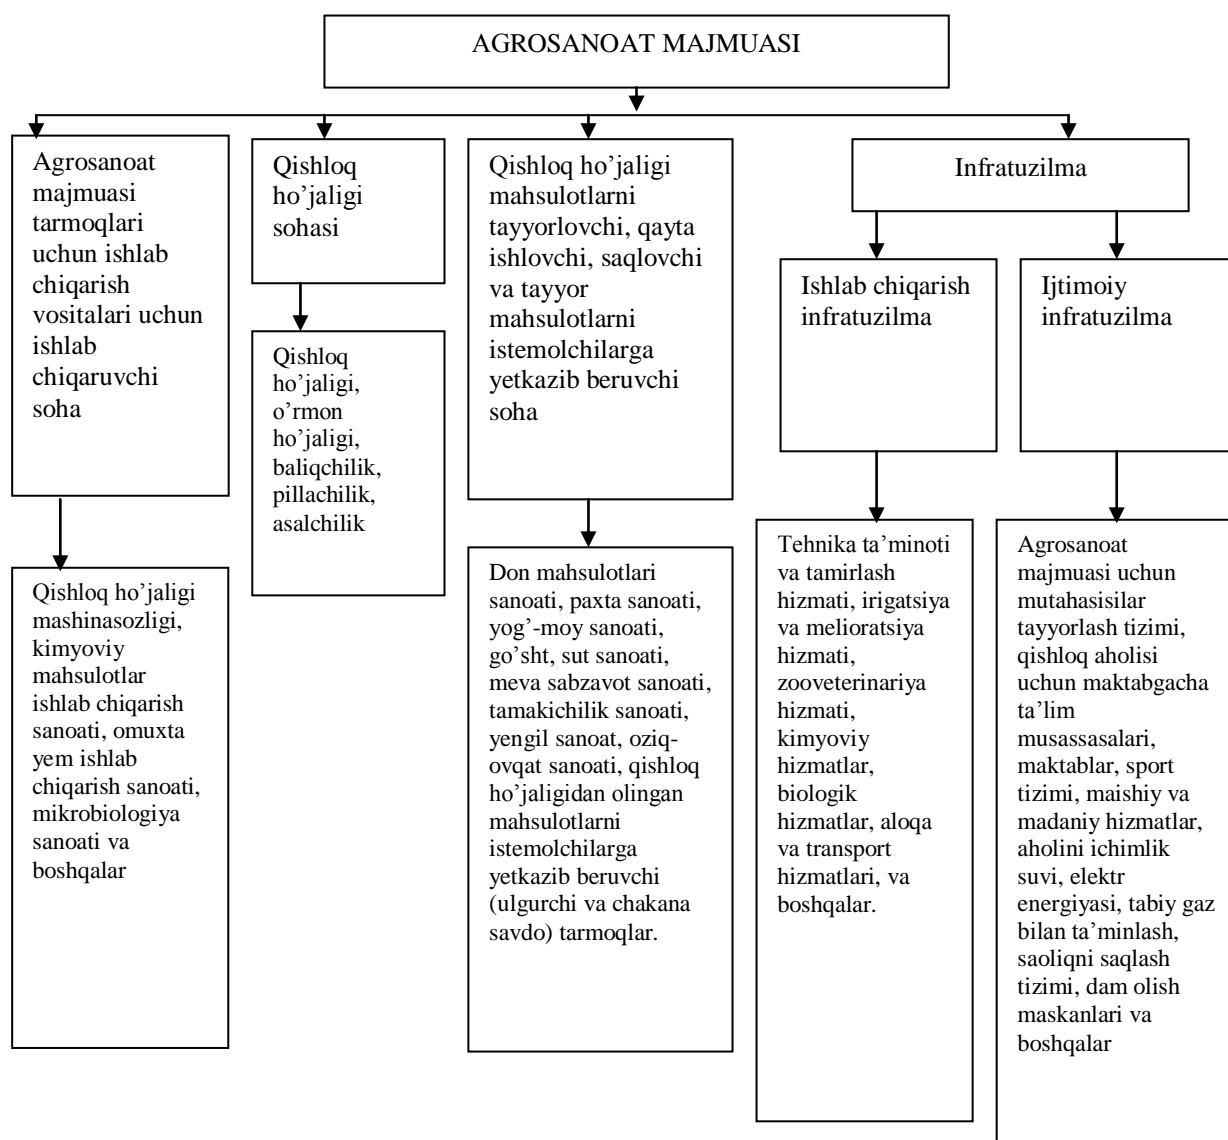 AGROSANOAT MAJMUASI
Agrosanoat
majmuasi
tarmoqlari
uchun ishlab
chiqarish
vositalari uchun
ishlab
chiqaruvchi
soha
Qishloq
ho’jaligi
sohasi
Qishloq ho’jaligi
mahsulotlarni
tayyorlovchi, qayta
ishlovchi, saqlovchi
va tayyor
mahsulotlarni
istemolchilarga
yetkazib beruvchi
soha
Infratuzilma
Ishlab chiqarish
infratuzilma
Ijtimoiy
infratuzilma
Qishloq ho’jaligi
mashinasozligi,
kimyoviy
mahsulotlar
ishlab chiqarish
sanoati, omuxta
yem ishlab
chiqarish sanoati,
mikrobiologiya
sanoati va
boshqalar
Qishloq
ho’jaligi,
o’rmon
ho’jaligi,
baliqchilik,
pillachilik,
asalchilik
Don mahsulotlari
sanoati, paxta sanoati,
yog’-moy sanoati,
go’sht, sut sanoati,
meva sabzavot sanoati,
tamakichilik sanoati,
yengil sanoat, oziq-
ovqat sanoati, qishloq
ho’jaligidan olingan
mahsulotlarni
istemolchilarga
yetkazib beruvchi
(ulgurchi va chakana
savdo) tarmoqlar.
Tehnika ta’minoti
va tamirlash
hizmati, irigatsiya
va melioratsiya
hizmati,
zooveterinariya
hizmati,
kimyoviy
hizmatlar,
biologik
hizmatlar, aloqa
va transport
hizmatlari, va
boshqalar.
Agrosanoat
majmuasi uchun
mutahasisilar
tayyorlash tizimi,
qishloq aholisi
uchun maktabgacha
ta’lim
musassasalari,
maktablar, sport
tizimi, maishiy va
madaniy hizmatlar,
aholini ichimlik
suvi, elektr
energiyasi, tabiy gaz
bilan ta’minlash,
saoliqni saqlash
tizimi, dam olish
maskanlari va
boshqalar